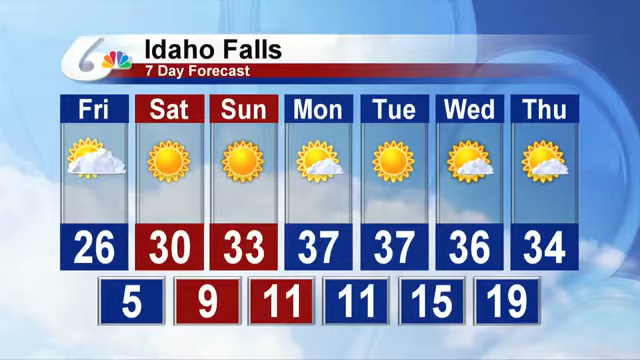 6
Idaho Falls
7 Day Forecast
Fri Sat Sun Mon Tue Wed Thu
26 30 33 37 37 36 34
5 9 11 11 15 19